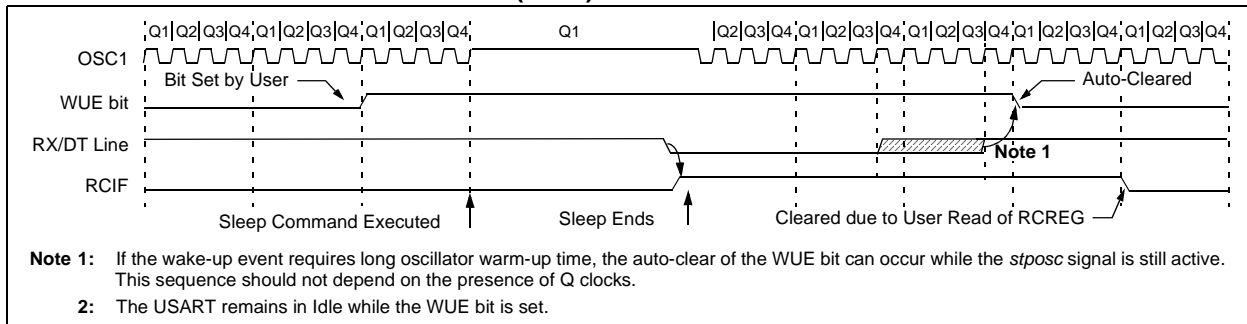 Q1 Q2 Q3 Q4 Q1 Q2 Q3 Q4 Q1 Q2 Q3 Q4 Q1 Q2 Q3 Q4 Q1 Q2 Q3 Q4 Q1 Q2 Q3 Q4 Q1 Q2 Q3 Q4 Q1 Q2 Q3 Q4
OSC1
Bit Set by User Auto-Cleared
WUE bit
RX/DT Line
Note 1
RCIF
Sleep Command Executed Sleep Ends Cleared due to User Read of RCREG
Note 1: If the wake-up event requires long oscillator warm-up time, the auto-clear of the WUE bit can occur while the stposc signal is still active.
This sequence should not depend on the presence of Q clocks.
2: The USART remains in Idle while the WUE bit is set.